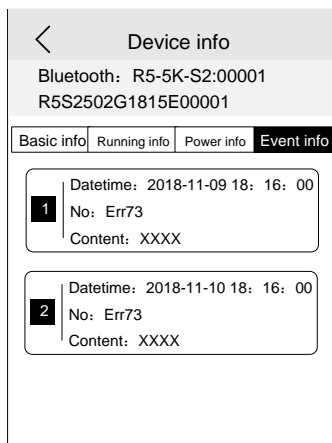 Device info
Bluetooth：R5-5K-S2:00001
R5S2502G1815E00001
Basic info Running info Power info Event info
1
Datetime：2018-11-09 18：16：00
No：Err73
Content：XXXX
2
Datetime：2018-11-10 18：16：00
No：Err73
Content：XXXX